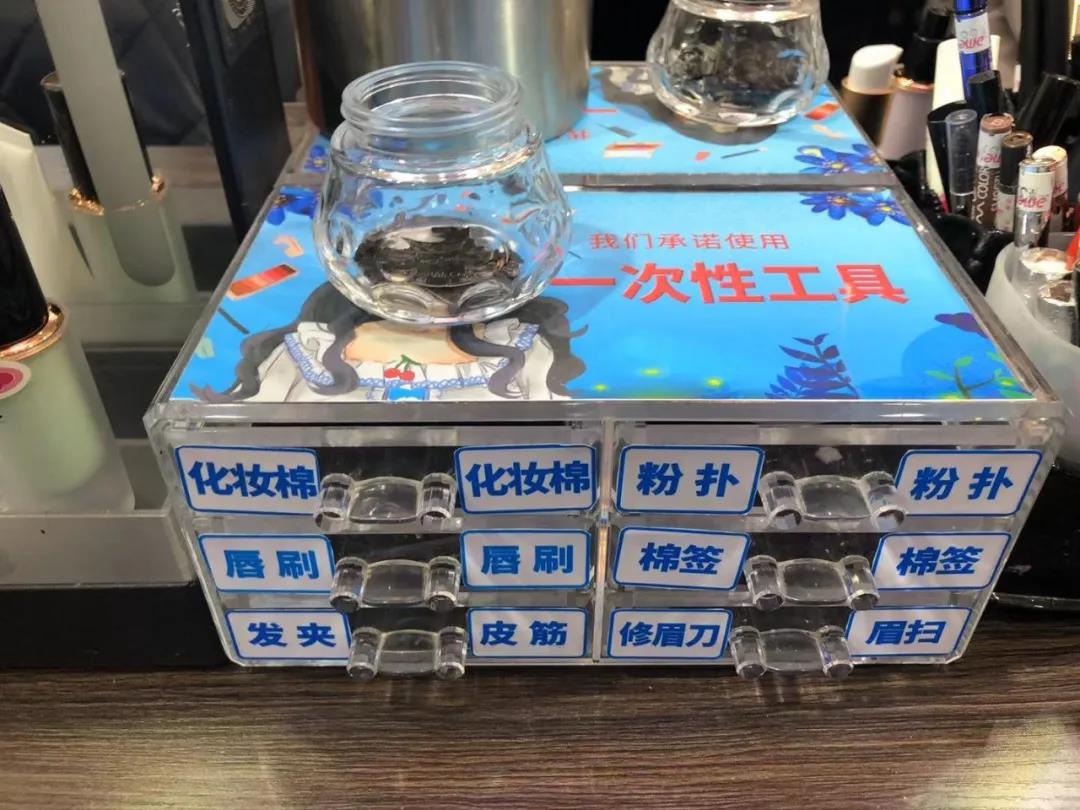 我们承诺使用
一次性工具
化妆棉 化妆棉 粉扑 粉扑
唇刷 唇刷 棉签 棉签
发夹 皮筋 修眉刀 眉扫